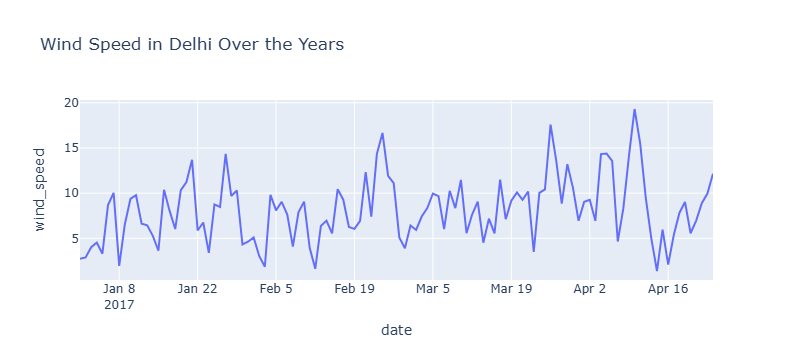 Wind Speed in Delhi Over the Years
wind_speed
20
15
10
5
Jan 8
2017
Jan 22
Feb 5
Feb 19
Mar 5
Mar 19
Apr 2
Apr 16
date